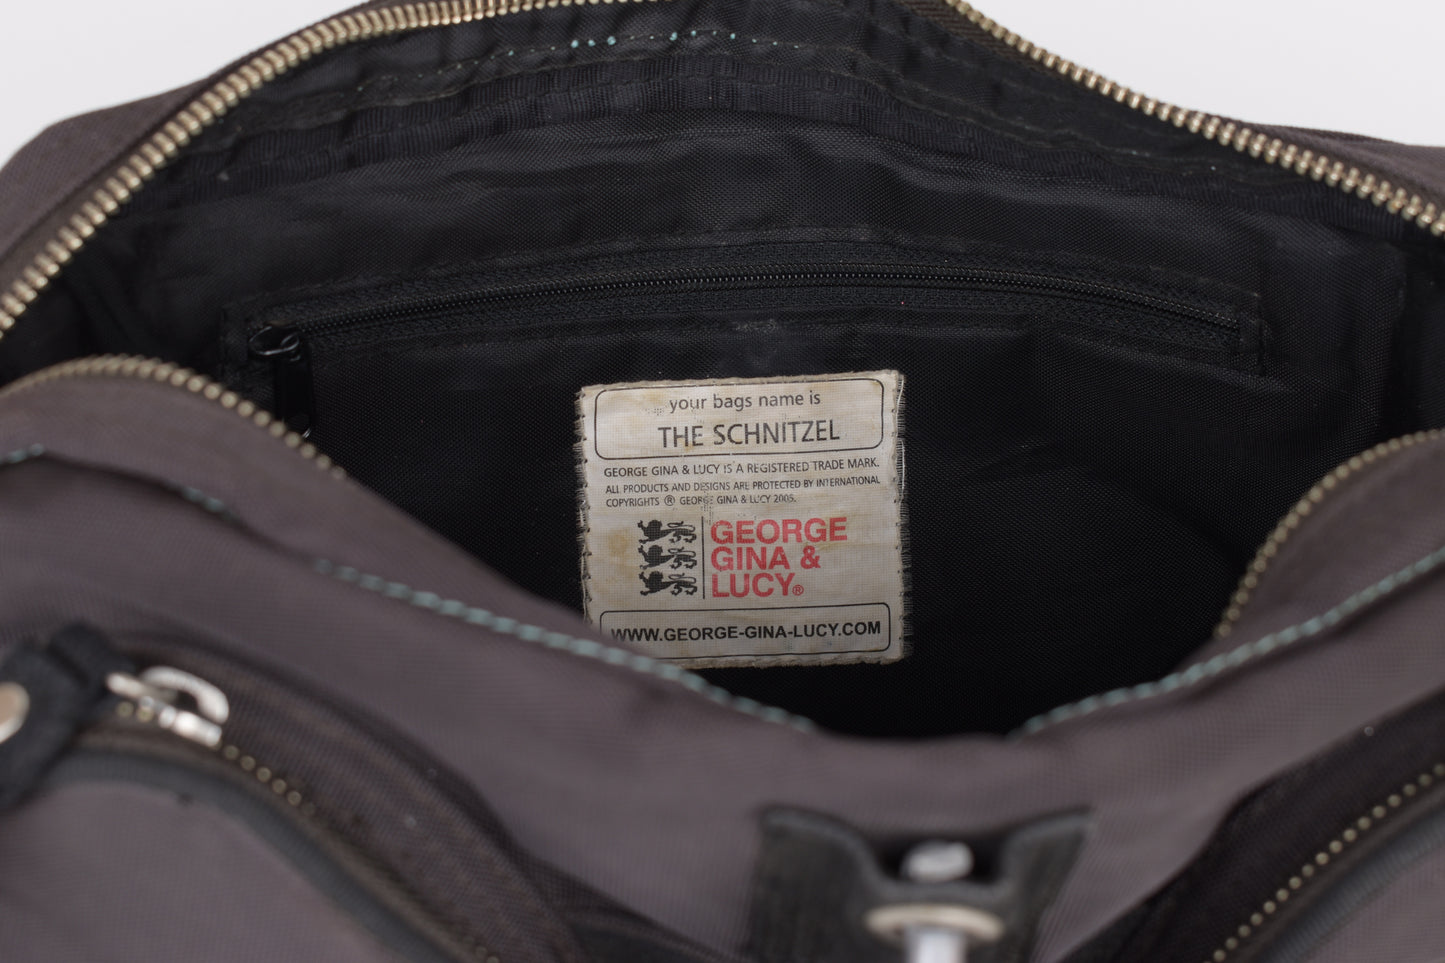 your bags name is
THE SCHNITZEL
GEORGE GINA & LUCY IS A REGISTERED TRADE MARK.
ALL PRODUCTS AND DESIGNS ARE PROTECTED BY INTERNATIONAL
COPYRIGHTS ® GEORGE GINA & LUCY 2005.
GEORGE
GINA &
LUCY®
WWW.GEORGE-GINA-LUCY.COM